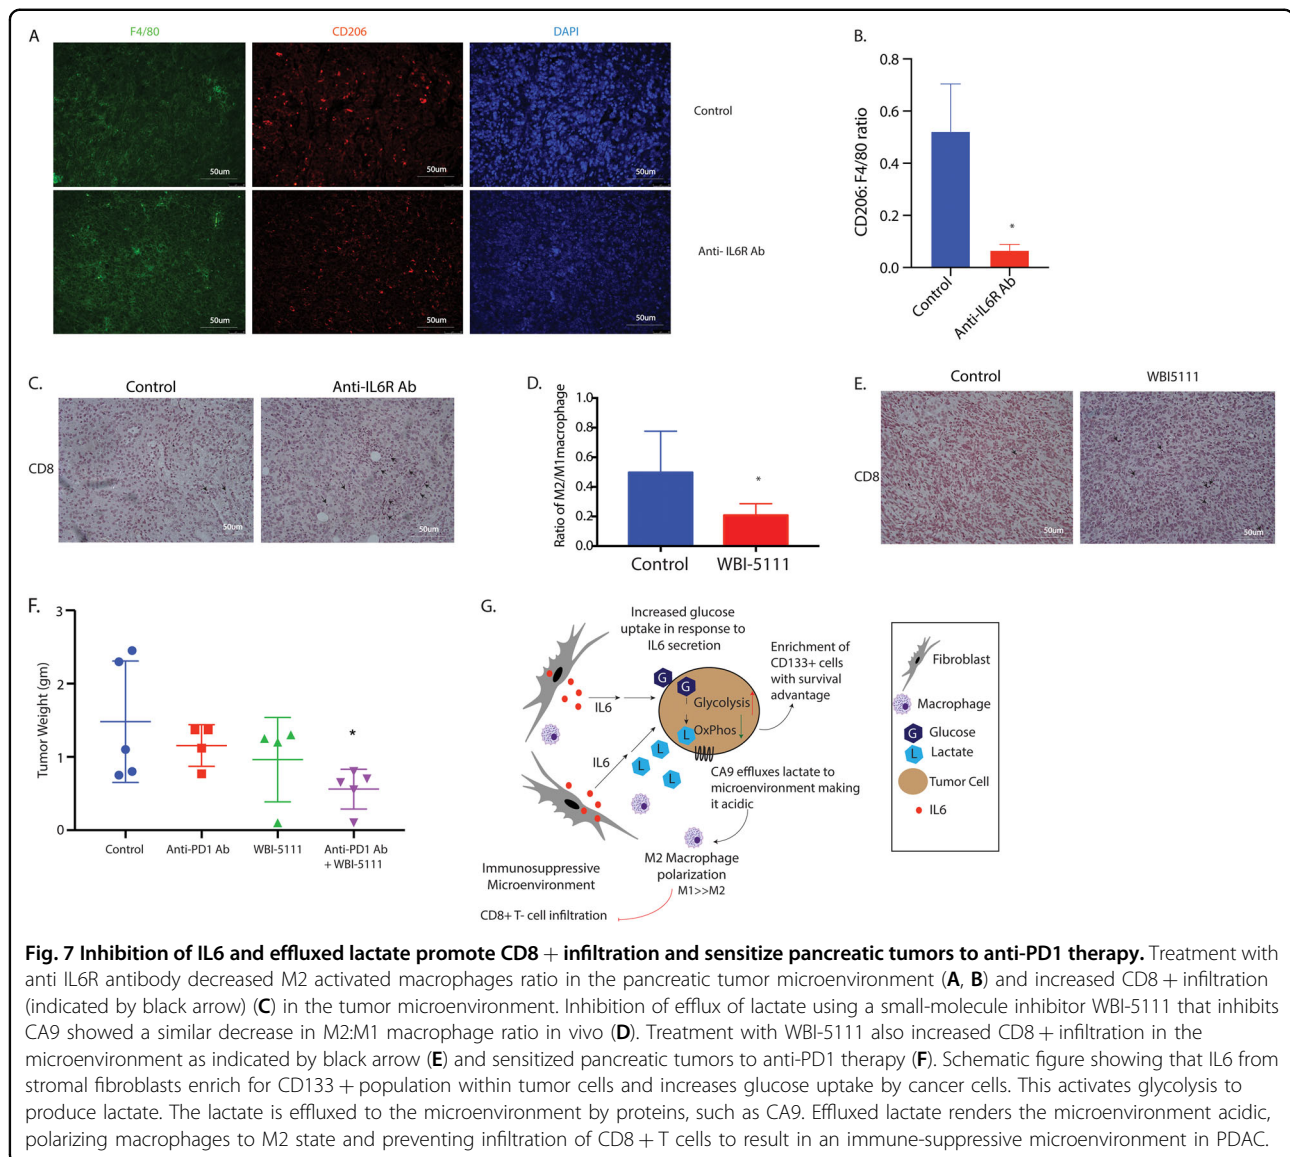 A
F4/80
CD206
DAPI
50um
50um
50um
Control
50um
50um
50um
Anti- IL6R Ab
B.
CD206: F4/80 ratio
0.8
0.6
0.4
0.2
0.0
*
Control
Anti-IL6R Ab
C.
Control
Anti-IL6R Ab
CD8
50um
50um
D.
Ratio of M2/M1macrophage
1.0
0.8
0.6
0.4
0.2
0.0
*
Control
WBI-5111
E.
Control
WBI5111
CD8
50um
50um
F.
Tumor Weight (gm)
3
2
1
0
*
Control
Anti-PD1 Ab
WBI-5111
Anti-PD1 Ab
+ WBI-5111
G.
Increased glucose
uptake in response to
IL6 secretion
Enrichment of
CD133+ cells
with survival
advantage
IL6
IL6
G
G
Glycolysis
OxPhos
L
L
L
L
CA9 effluxes lactate to
microenvironment making
it acidic
M2 Macrophage
polarization
M1>>M2
Immunosuppressive
Microenvironment
CD8+ T- cell infiltration
Fibroblast
Macrophage
G
Glucose
L
Lactate
Tumor Cell
IL6
Fig. 7 Inhibition of IL6 and effluxed lactate promote CD8 + infiltration and sensitize pancreatic tumors to anti-PD1 therapy. Treatment with
anti IL6R antibody decreased M2 activated macrophages ratio in the pancreatic tumor microenvironment (A, B) and increased CD8 + infiltration
(indicated by black arrow) (C) in the tumor microenvironment. Inhibition of efflux of lactate using a small-molecule inhibitor WBI-5111 that inhibits
CA9 showed a similar decrease in M2:M1 macrophage ratio in vivo (D). Treatment with WBI-5111 also increased CD8 + infiltration in the
microenvironment as indicated by black arrow (E) and sensitized pancreatic tumors to anti-PD1 therapy (F). Schematic figure showing that IL6 from
stromal fibroblasts enrich for CD133 + population within tumor cells and increases glucose uptake by cancer cells. This activates glycolysis to
produce lactate. The lactate is effluxed to the microenvironment by proteins, such as CA9. Effluxed lactate renders the microenvironment acidic,
polarizing macrophages to M2 state and preventing infiltration of CD8 + T cells to result in an immune-suppressive microenvironment in PDAC.